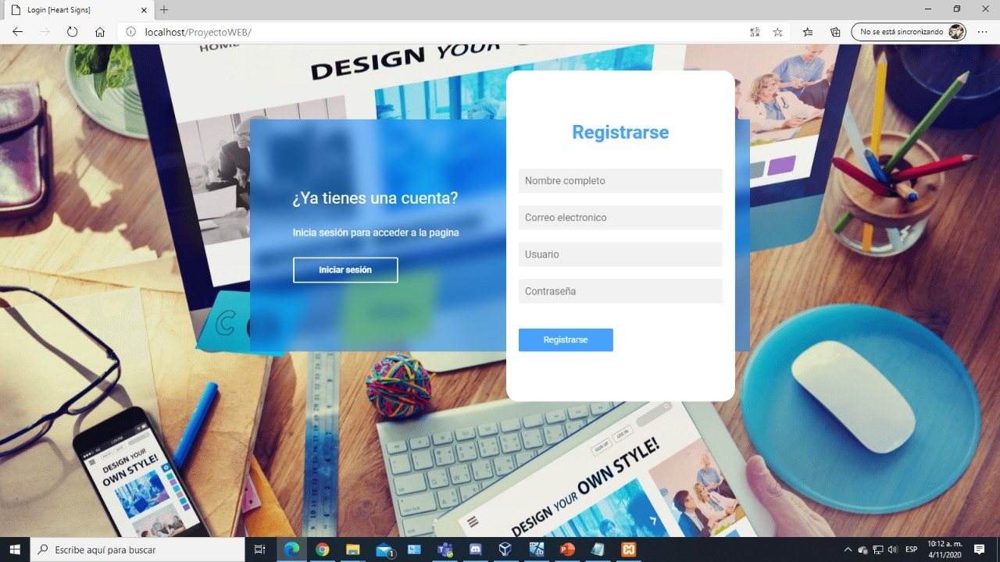 Login [Heart Signs]
localhost/ProyectoWEB/
No se está sincronizando
HOME
DESIGN YOUR
Registrarse
Nombre completo
Correo electronico
Usuario
Contraseña
Registrarse
¿Ya tienes una cuenta?
Inicia sesión para acceder a la pagina
Iniciar sesión
C
DESIGN YOUR
OWN STYLE!
SIGN UP
LOG IN
DESIGN YOUR OWN STYLE!
Escribe aquí para buscar
1
ESP
10:12 a. m.
4/11/2020